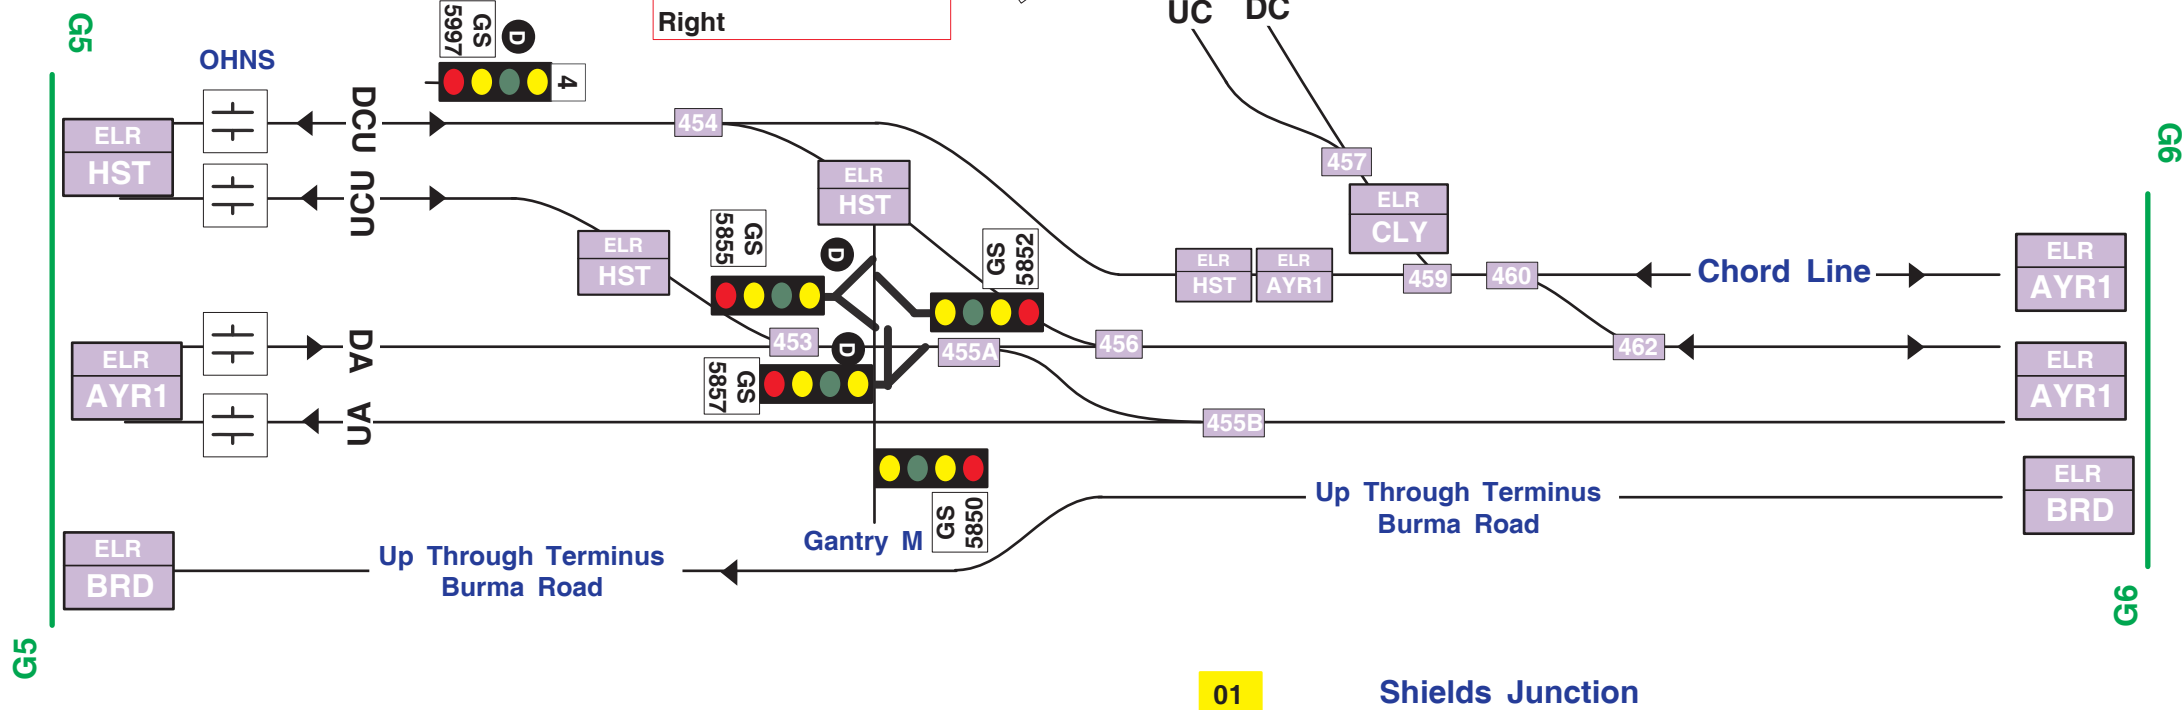 G5
OHNS
GS
5997
D
4
Right
UC DC
G6
ELR
HST
DCU
UCU
454
ELR
HST
457
ELR
CLY
ELR
HST
GS
5855
D
GS
5852
ELR
HST
ELR
AYR1
459
460
Chord Line
ELR
AYR1
ELR
AYR1
DA
UA
453
D
455A
456
462
ELR
AYR1
GS
5857
455B
GS
5850
Gantry M
Up Through Terminus
Burma Road
ELR
BRD
ELR
BRD
Up Through Terminus
Burma Road
G5
G6
01
Shields Junction